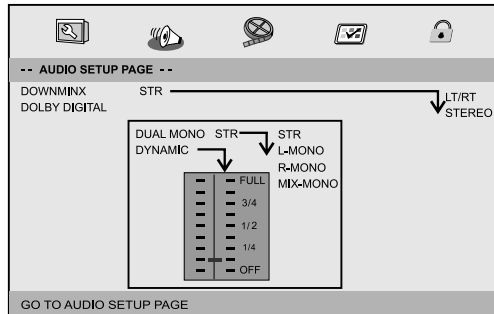 -- AUDIO SETUP PAGE --
DOWNMINX STR LT/RT
DOLBY DIGITAL STEREO
DUAL MONO STR STR
DYNAMIC L-MONO
R-MONO
FULL MIX-MONO
3/4
1/2
1/4
OFF
GO TO AUDIO SETUP PAGE